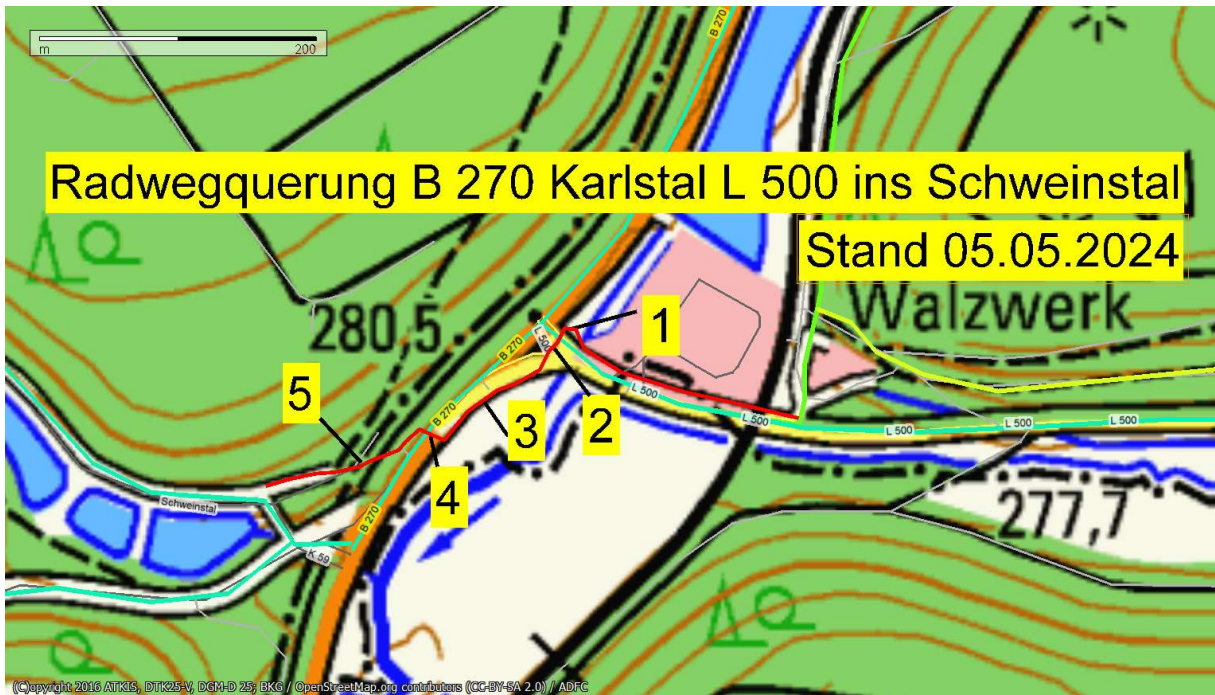 B 270
m 200
B 270
Radwegquerung B 270 Karlstal L 500 ins Schweinstal
Stand 05.05.2024
Walzwerk
280,5
1
L 500
B 270
5
L 500
L 500
L 500
L 500
L 500
B 270
3
2
4
Schweinstal
B 270
277,7
K 59
(C)opyright 2016 ATKIS, DTK25-V, DGM-D 25; BKG / OpenStreetMap.org contributors (CC-BY-SA 2.0) / ADFC